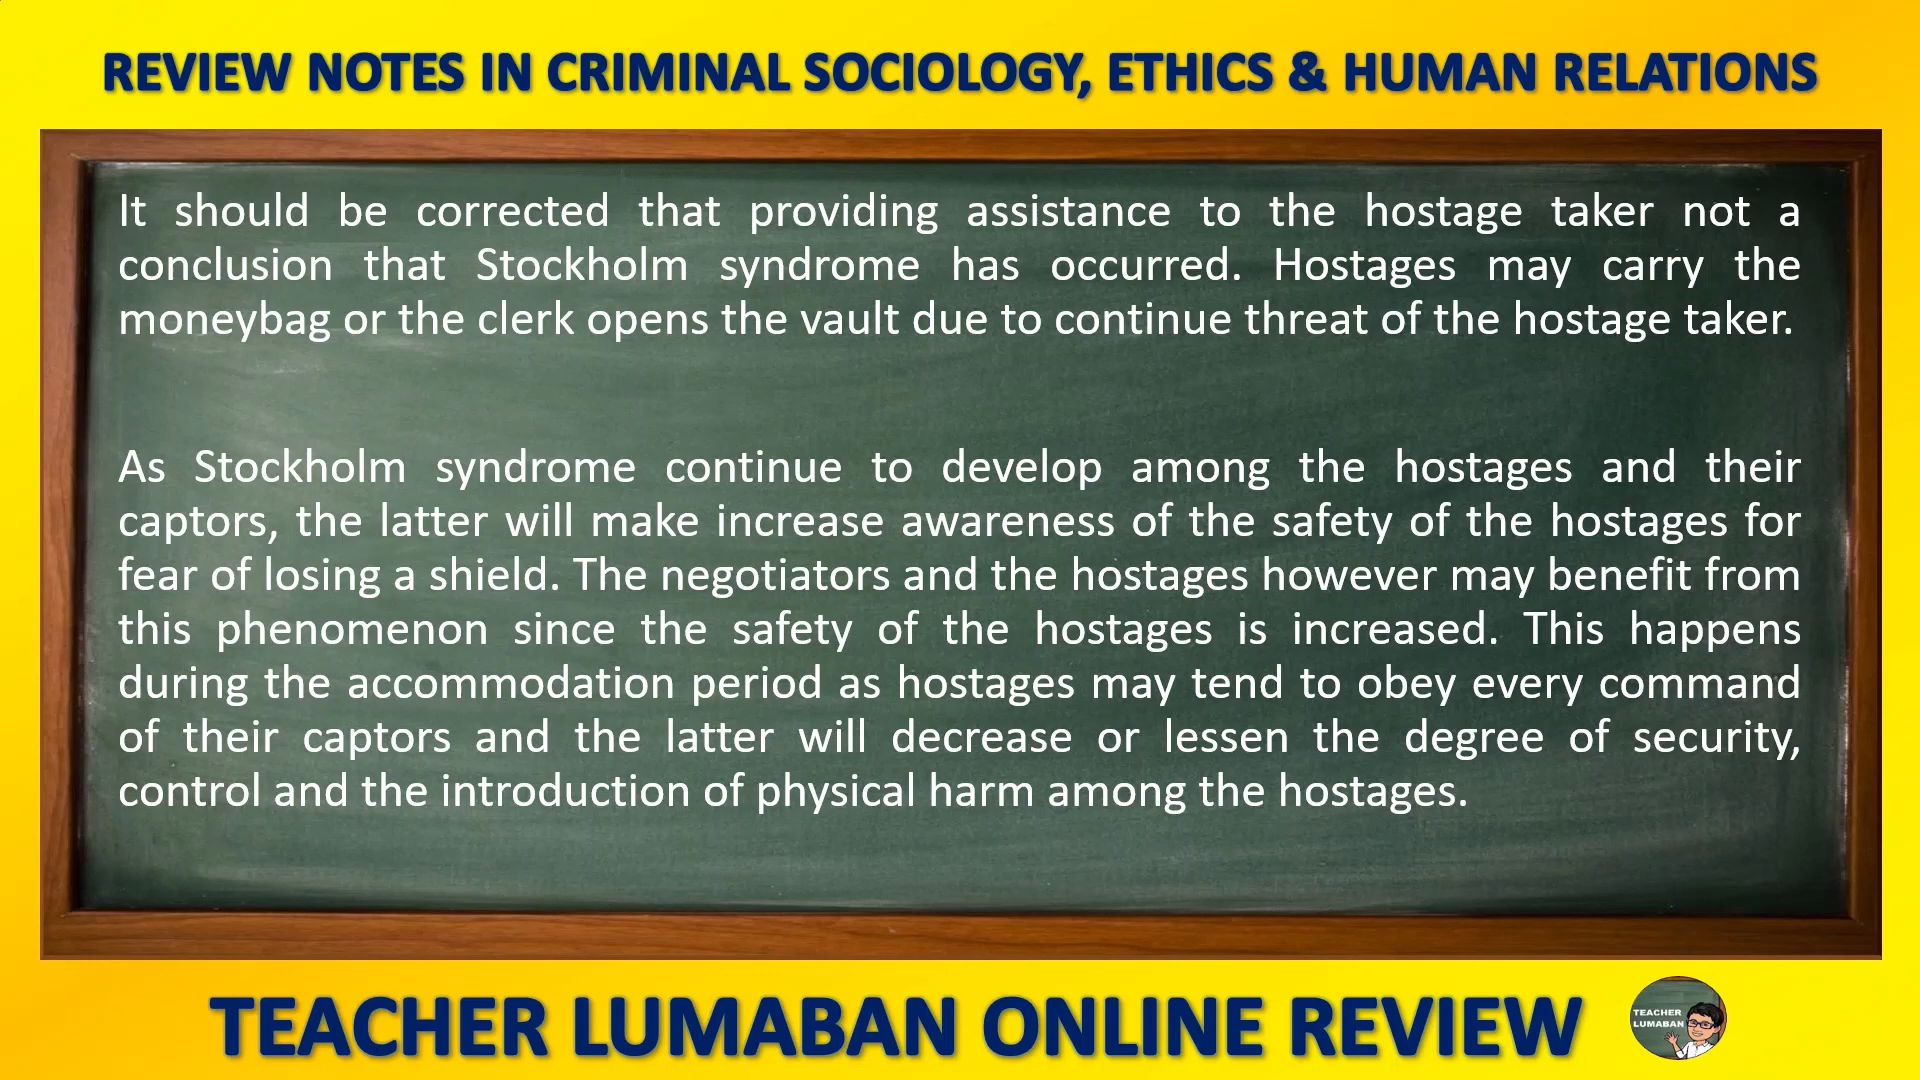 REVIEW NOTES IN CRIMINAL SOCIOLOGY, ETHICS & HUMAN RELATIONS
It should be corrected that providing assistance to the hostage taker not a
conclusion that Stockholm syndrome has occurred. Hostages may carry the
moneybag or the clerk opens the vault due to continue threat of the hostage taker.
As Stockholm syndrome continue to develop among the hostages and their
captors, the latter will make increase awareness of the safety of the hostages for
fear of losing a shield. The negotiators and the hostages however may benefit from
this phenomenon since the safety of the hostages is increased. This happens
during the accommodation period as hostages may tend to obey every command
of their captors and the latter will decrease or lessen the degree of security,
control and the introduction of physical harm among the hostages.
TEACHER LUMABAN ONLINE REVIEW
TEACHER
LUMABAN